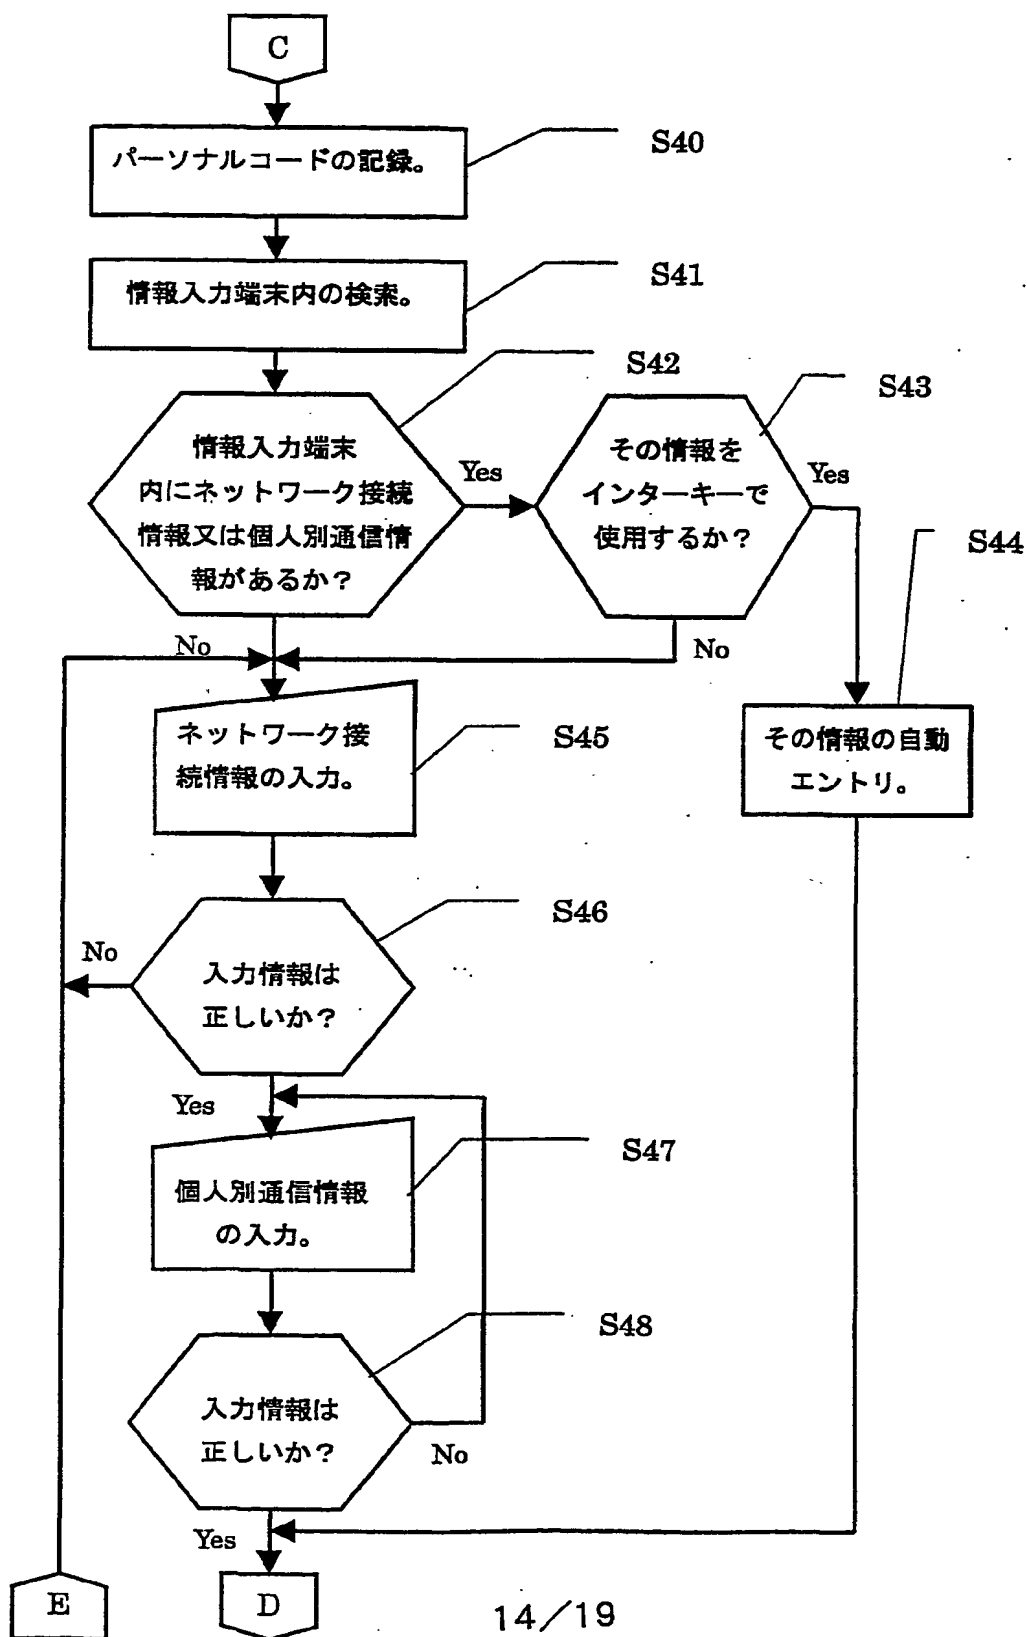 C
パーソナルコードの記録。
S40
情報入力端末内の検索。
S41
情報入力端末
内にネットワーク接続
情報又は個人別通信情
報があるか？
S42
Yes
その情報を
インターキーで
使用するか？
S43
Yes
S44
No
No
その情報の自動
エントリ。
ネットワーク接
続情報の入力。
S45
入力情報は
正しいか？
S46
No
Yes
個人別通信情報
の入力。
S47
入力情報は
正しいか？
S48
No
Yes
E
D
14／19